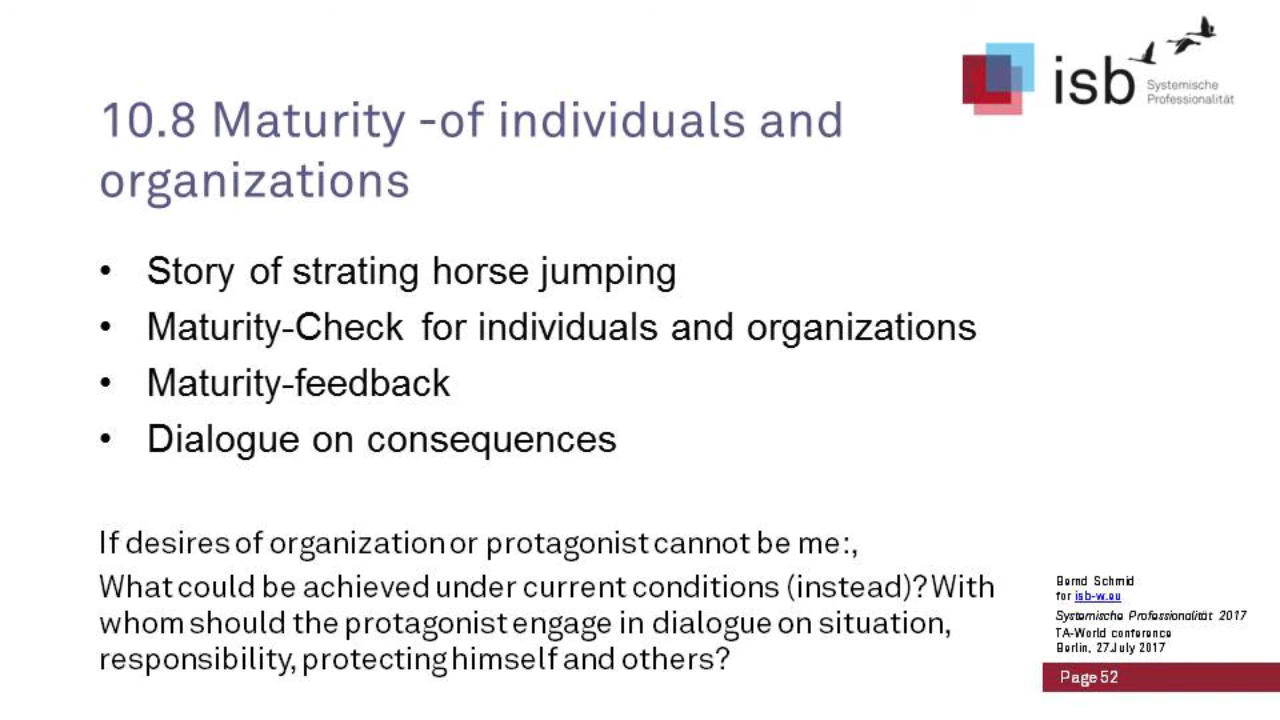 isb
Systemische
Professionalität
10.8 Maturity -of individuals and
organizations
• Story of strating horse jumping
• Maturity-Check for individuals and organizations
• Maturity-feedback
• Dialogue on consequences
If desires of organization or protagonist cannot be me:,
What could be achieved under current conditions (instead)? With
whom should the protagonist engage in dialogue on situation,
responsibility, protecting himself and others?
Bernd Schmid
for isb-w.eu
Systemische Professionalität 2017
TA-World conference
Berlin, 27.July 2017
Page 52